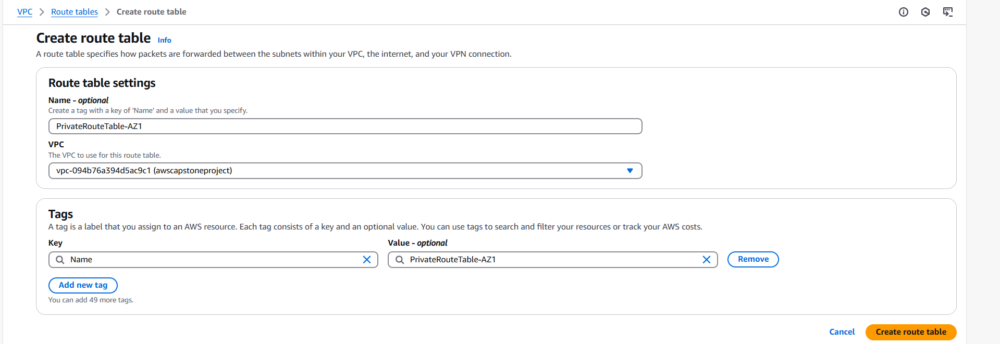 VPC > Route tables > Create route table
Create route table Info
A route table specifies how packets are forwarded between the subnets within your VPC, the internet, and your VPN connection.
Route table settings
Name - optional
Create a tag with a key of 'Name' and a value that you specify.
PrivateRouteTable-AZ1
VPC
The VPC to use for this route table.
vpc-094b76a394d5ac9c1 (awscapstoneproject)
Tags
A tag is a label that you assign to an AWS resource. Each tag consists of a key and an optional value. You can use tags to search and filter your resources or track your AWS costs.
Key Value - optional
Name PrivateRouteTable-AZ1 Remove
Add new tag
You can add 49 more tags.
Cancel Create route table